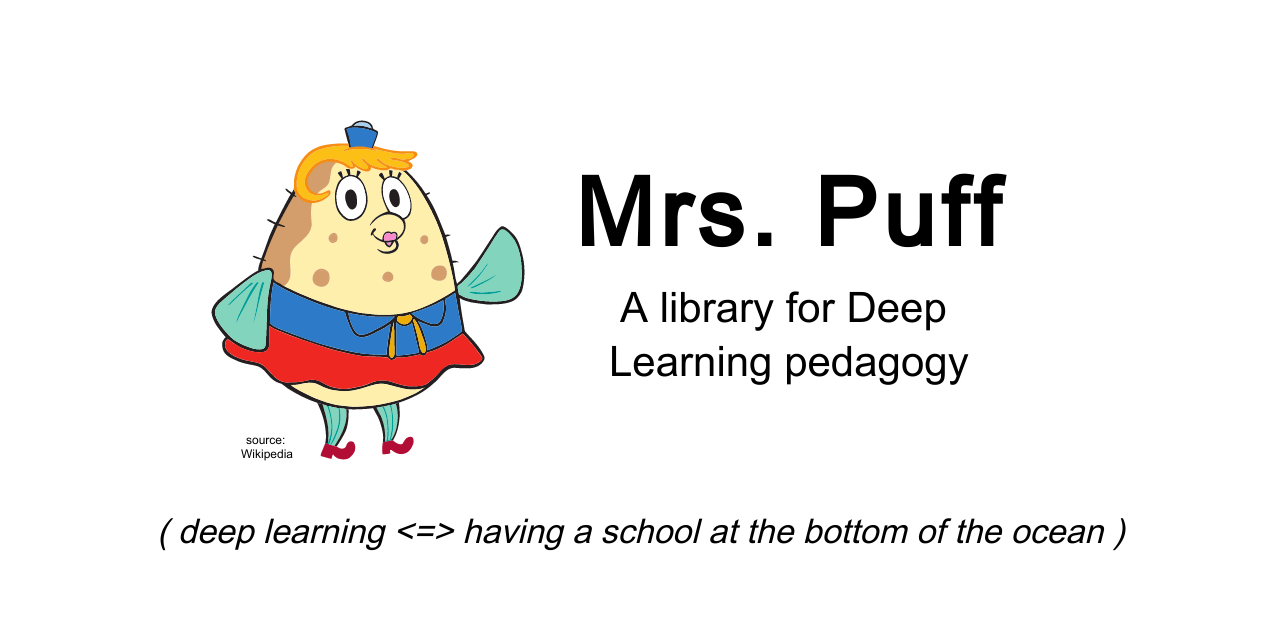 Mrs. Puff
A library for Deep
Learning pedagogy
source:
Wikipedia
( deep learning <=> having a school at the bottom of the ocean )